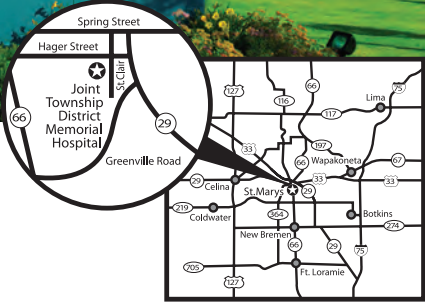 Spring Street
Hager Street
St.Clair
Joint
Township
District
Memorial
Hospital
66
29
Greenville Road
127
66
75
116
Lima
117
33
197
66
Wapakoneta
67
29
Celina
St.Marys
29
33
33
219
Coldwater
364
Botkins
New Bremen
274
66
29
75
705
Ft. Loramie
127